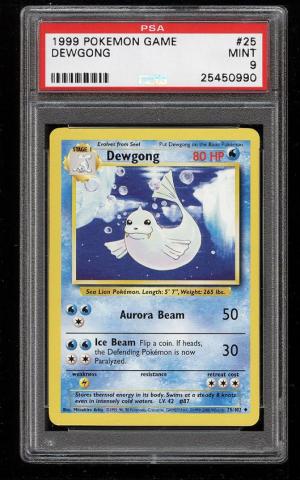 PSA
1999 POKEMON GAME #25
DEWGONG MINT
9
25450990
Evolves from Seel Put Dewgong on the Basic Pokémon
STAGE 1
Dewgong 80 HP
Sea Lion Pokémon. Length: 5' 7", Weight: 265 lbs.
Aurora Beam 50
Ice Beam Flip a coin. If heads,
the Defending Pokémon is now
Paralyzed. 30
weakness resistance retreat cost
Stores thermal energy in its body. Swims at a steady 8 knots
even in intensely cold waters. LV. 42 #87
25/102